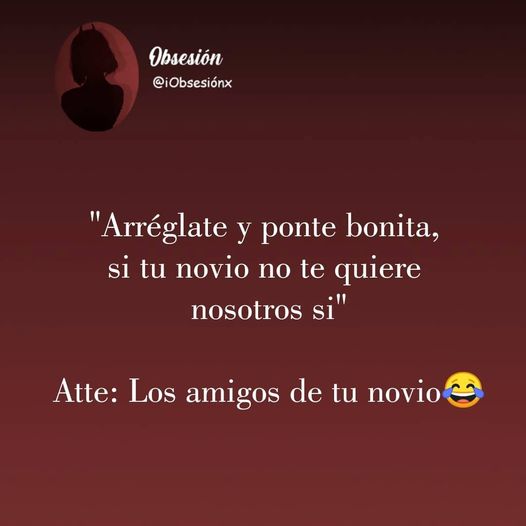 Obsesión
@iObsesiónx
"Arréglate y ponte bonita,
si tu novio no te quiere
nosotros si"
Atte: Los amigos de tu novio😂